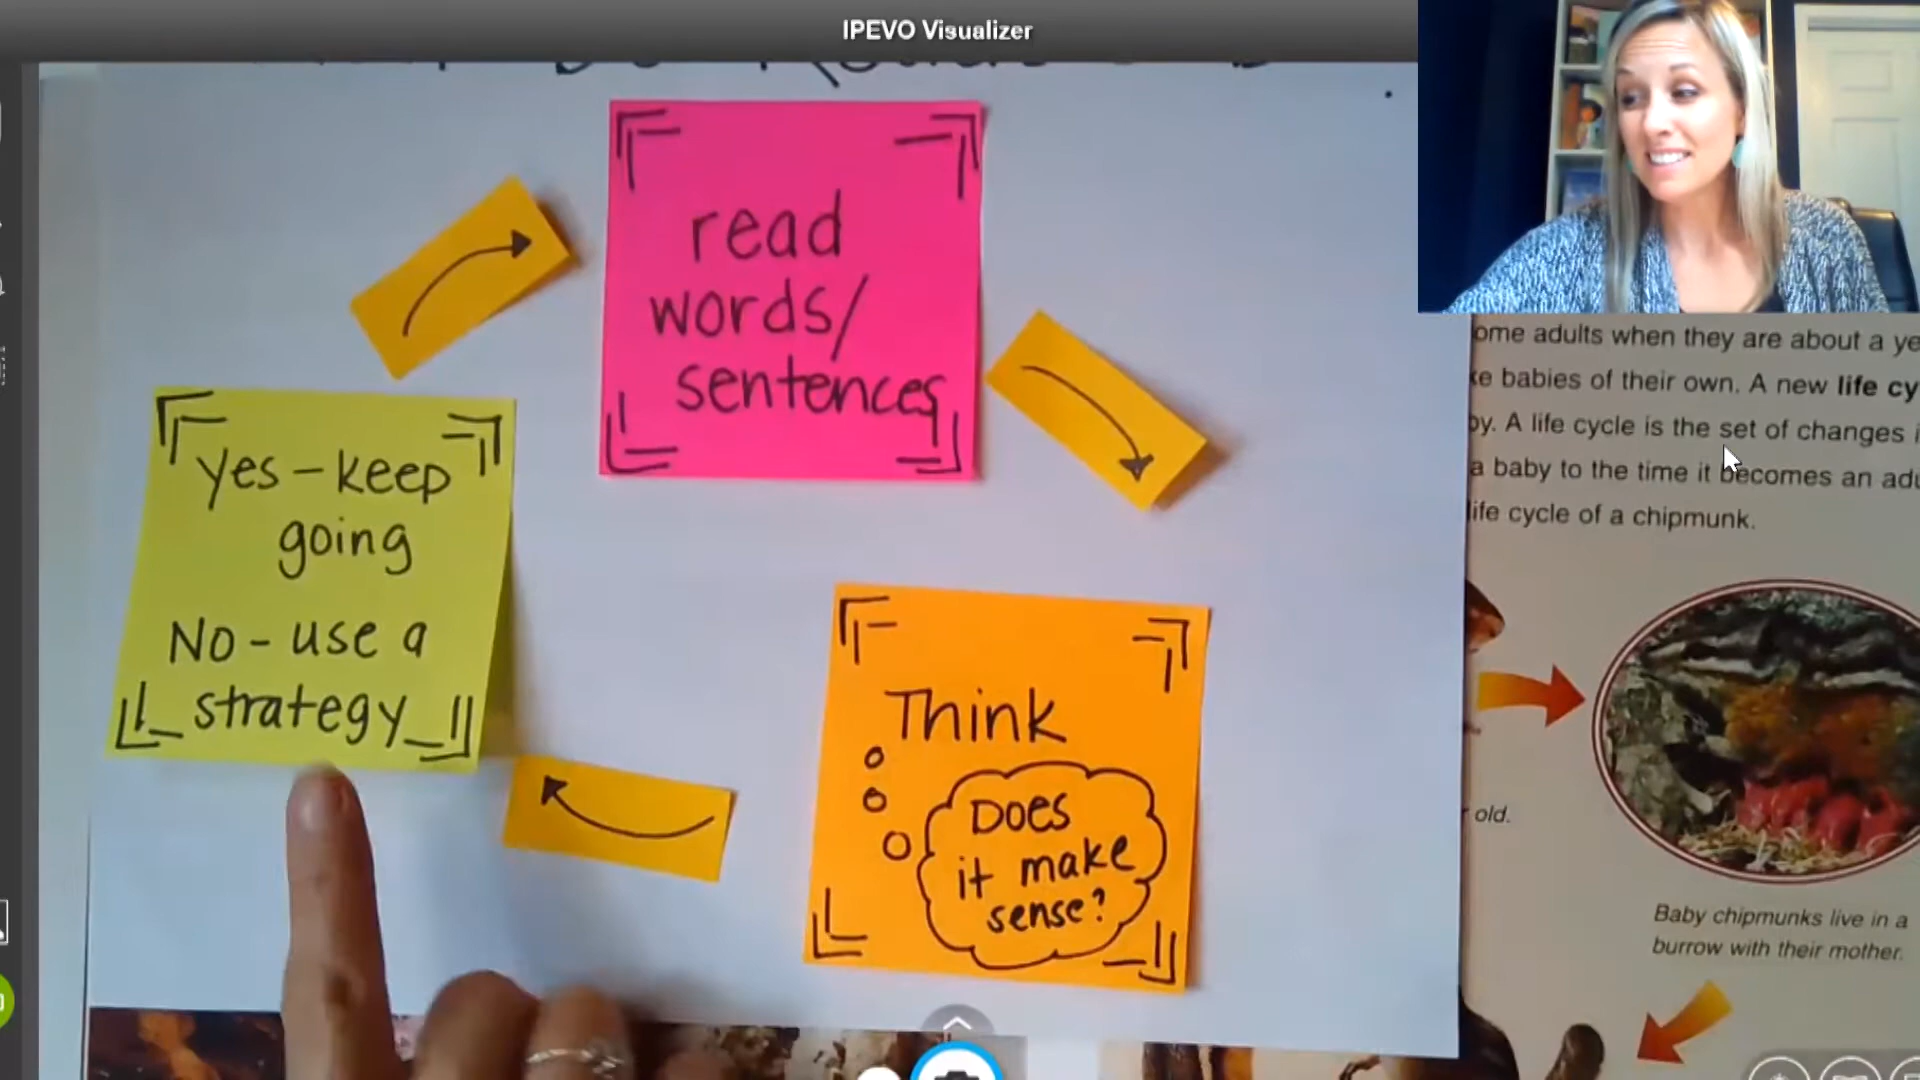 IPEVO Visualizer
read
words/
sentences
yes - keep
going
No - use a
strategy
Think
Does
it make
sense?
ome adults when they are about a ye
babies of their own. A new life cy
. A life cycle is the set of changes i
a baby to the time it becomes an adu
life cycle of a chipmunk.
old.
Baby chipmunks live in a
burrow with their mother.